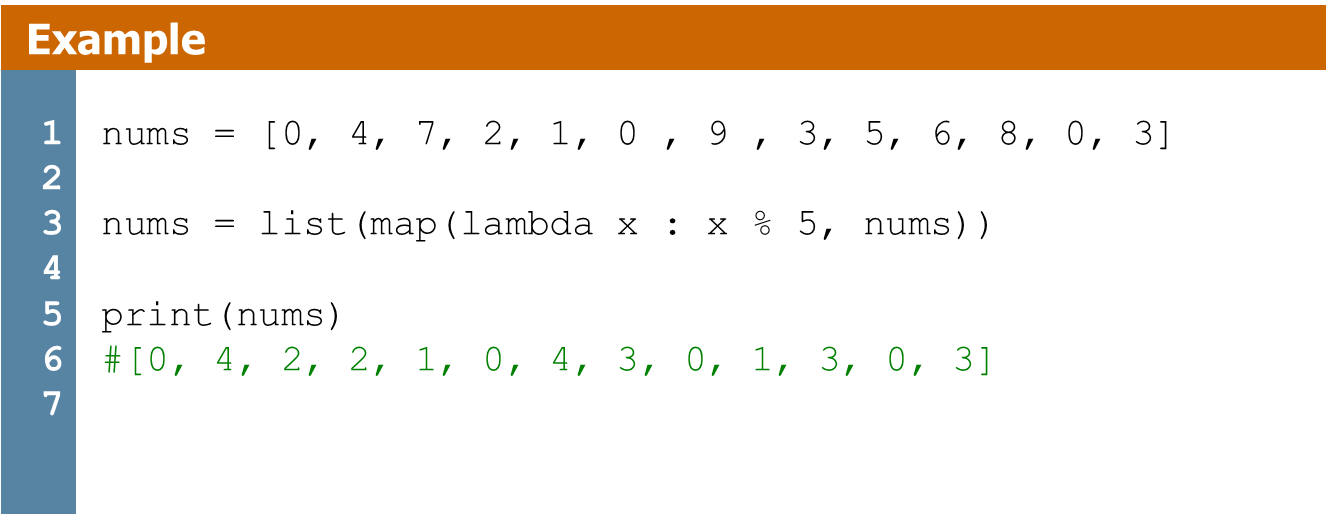 Example
1 nums = [0, 4, 7, 2, 1, 0 , 9 , 3, 5, 6, 8, 0, 3]
2
3 nums = list(map(lambda x : x % 5, nums))
4
5 print(nums)
6 #[0, 4, 2, 2, 1, 0, 4, 3, 0, 1, 3, 0, 3]
7